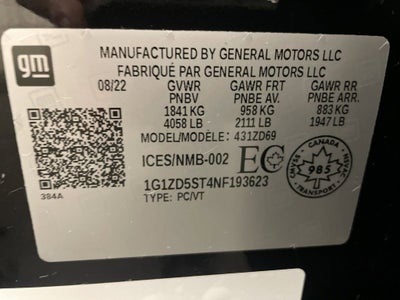 gm
MANUFACTURED BY GENERAL MOTORS LLC
FABRIQUÉ PAR GENERAL MOTORS LLC
08/22 GVWR GAWR FRT GAWR RR
PNBV PNBE AV. PNBE ARR.
1841 KG 958 KG 883 KG
4058 LB 2111 LB 1947 LB
MODEL/MODÈLE: 431ZD69
ICES/NMB-002 EC
1G1ZD5ST4NF193623
TYPE: PC/VT
384A
CANADA
985